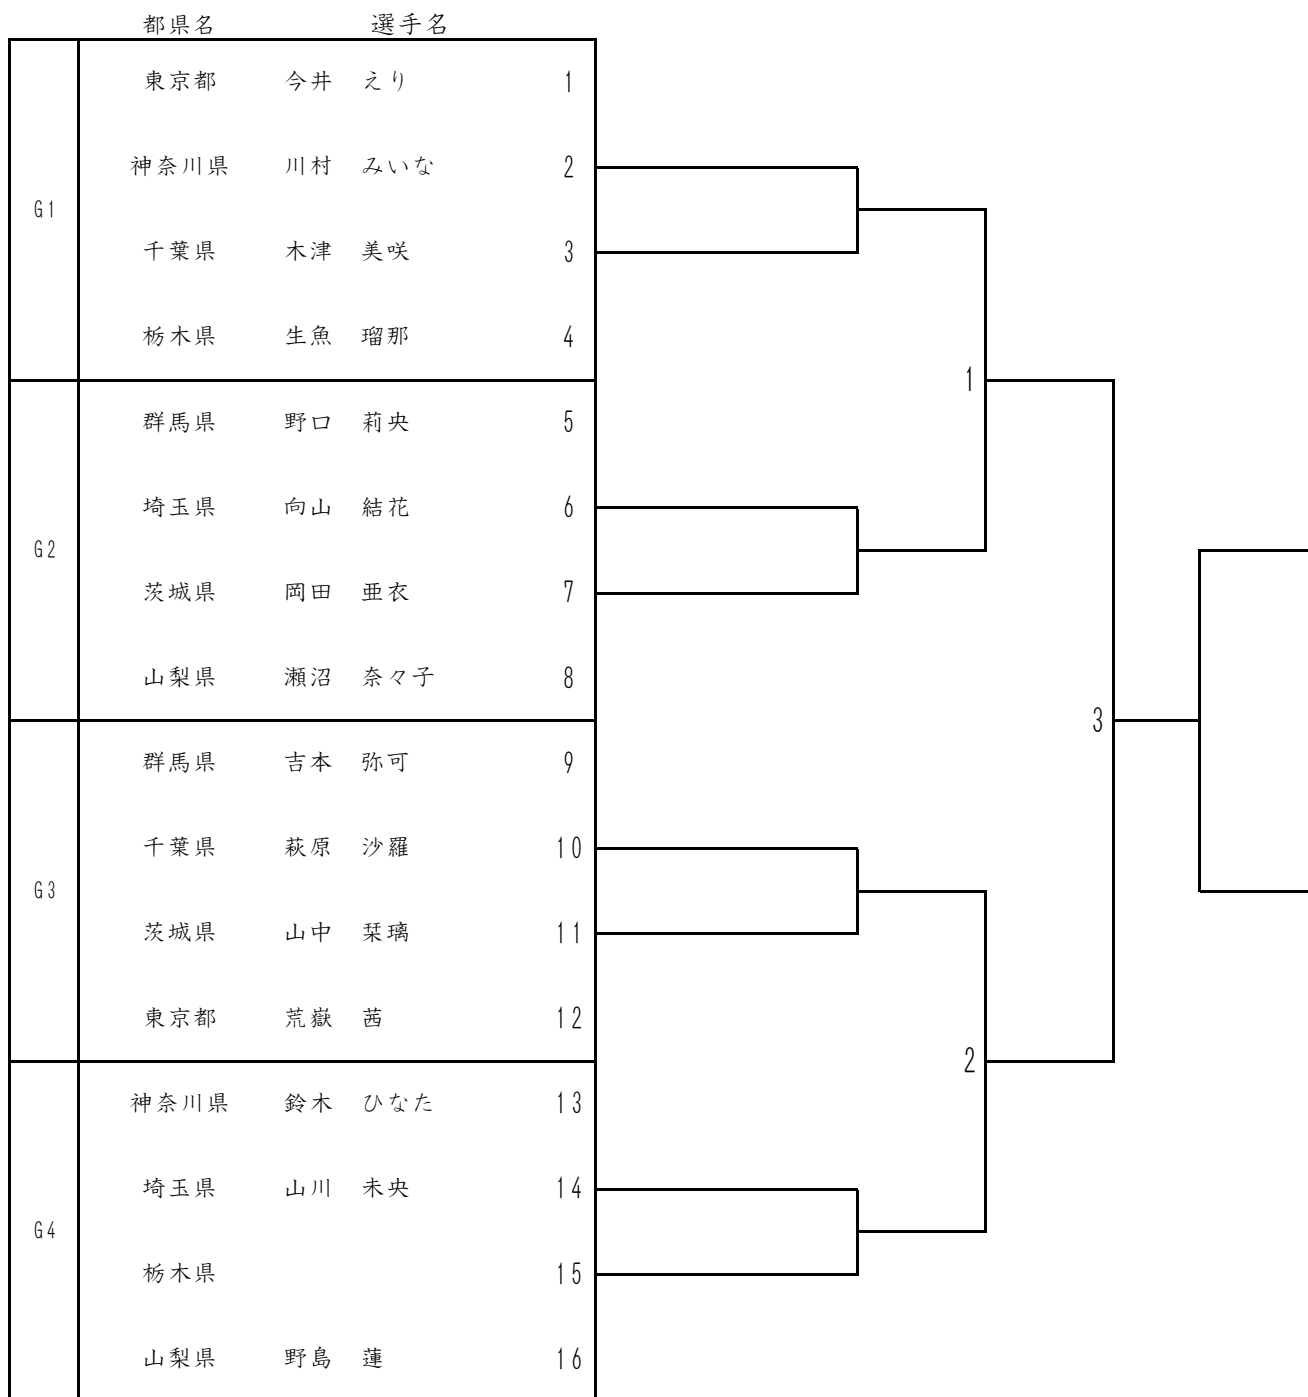 都県名 選手名
東京都 今井 えり 1
神奈川県 川村 みいな 2
G1
千葉県 木津 美咲 3
栃木県 生魚 瑠那 4
1
群馬県 野口 莉央 5
埼玉県 向山 結花 6
G2
茨城県 岡田 亜衣 7
山梨県 瀬沼 奈々子 8
3
群馬県 吉本 弥可 9
千葉県 萩原 沙羅 10
G3
茨城県 山中 栞璃 11
東京都 荒嶽 茜 12
2
神奈川県 鈴木 ひなた 13
埼玉県 山川 未央 14
G4
栃木県 15
山梨県 野島 蓮 16